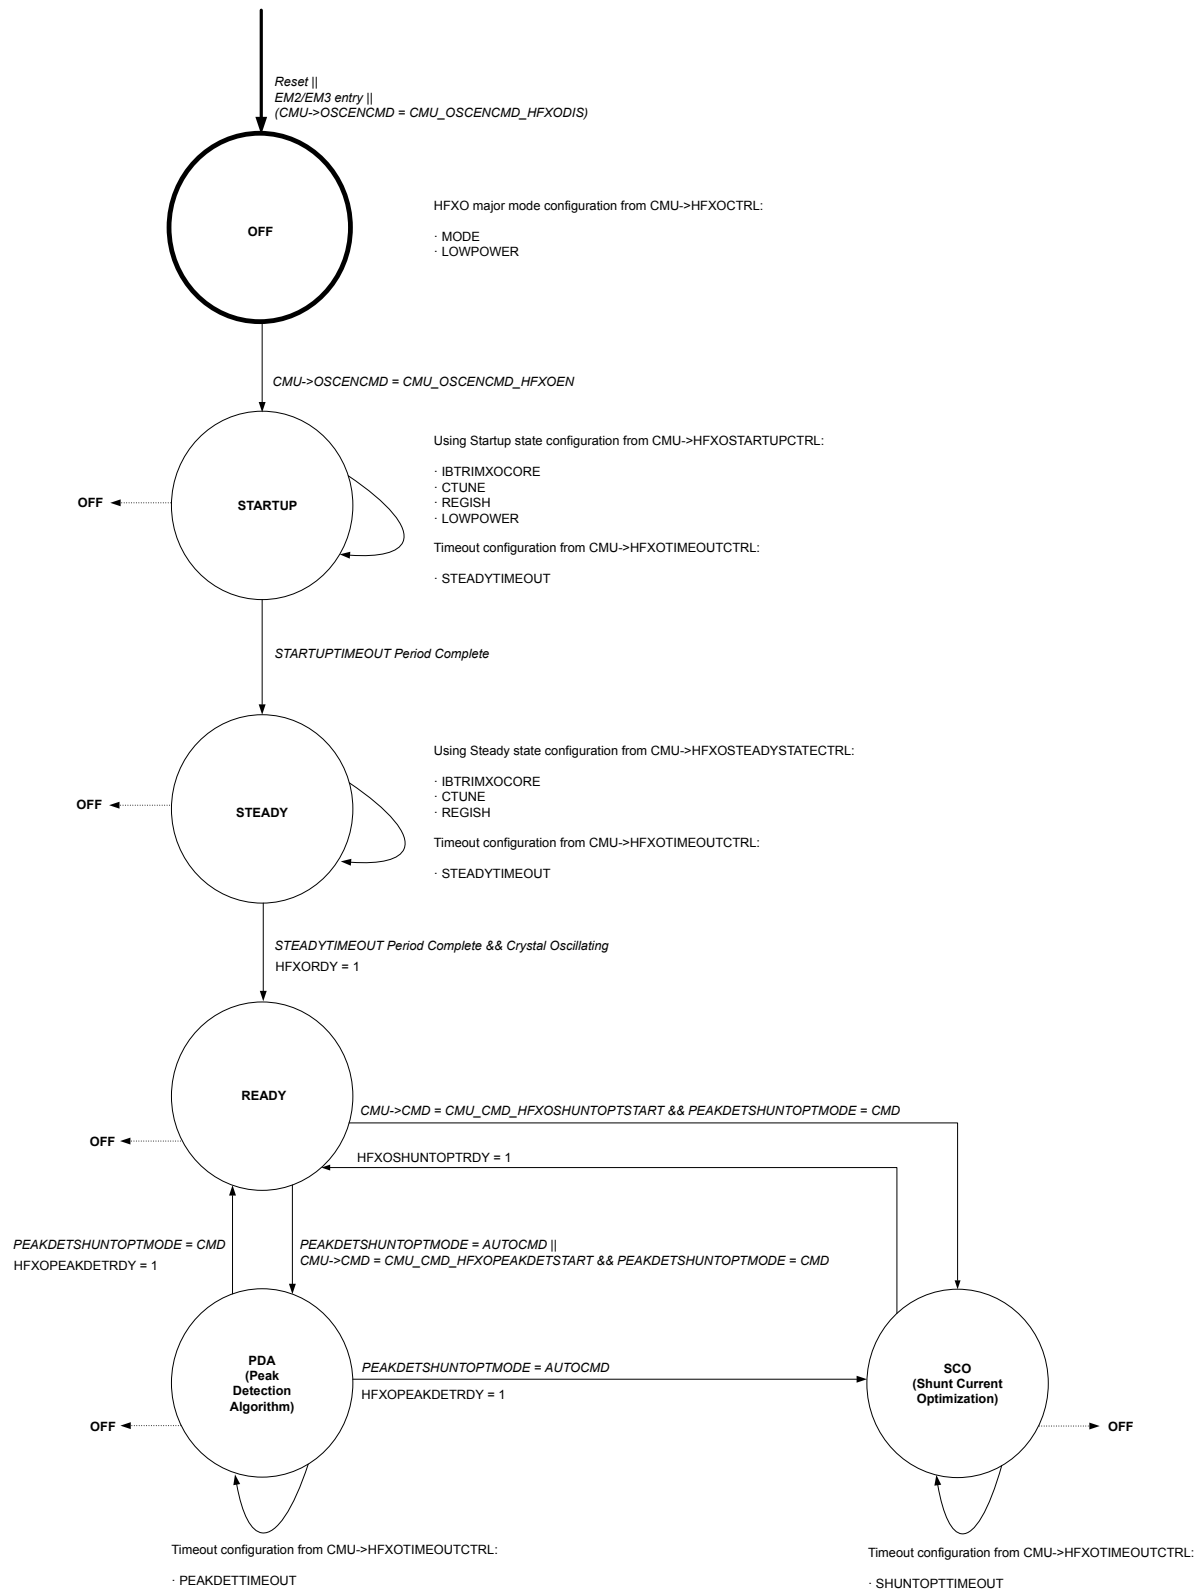 Reset ||
EM2/EM3 entry ||
(CMU->OSCENCMD = CMU_OSCENCMD_HFXODIS)
OFF
HFXO major mode configuration from CMU->HFXOCTRL:
· MODE
· LOWPOWER
CMU->OSCENCMD = CMU_OSCENCMD_HFXOEN
OFF
STARTUP
Using Startup state configuration from CMU->HFXOSTARTUPCTRL:
· IBTRIMXOCORE
· CTUNE
· REGISH
· LOWPOWER
Timeout configuration from CMU->HFXOTIMEOUTCTRL:
· STEADYTIMEOUT
STARTUPTIMEOUT Period Complete
OFF
STEADY
Using Steady state configuration from CMU->HFXOSTEADYSTATECTRL:
· IBTRIMXOCORE
· CTUNE
· REGISH
Timeout configuration from CMU->HFXOTIMEOUTCTRL:
· STEADYTIMEOUT
STEADYTIMEOUT Period Complete && Crystal Oscillating
HFXORDY = 1
READY
OFF
CMU->CMD = CMU_CMD_HFXOSHUNTOPTSTART && PEAKDETSHUNTOPTMODE = CMD
HFXOSHUNTOPTRDY = 1
PEAKDETSHUNTOPTMODE = CMD
HFXOPEAKDETRDY = 1
PEAKDETSHUNTOPTMODE = AUTOCMD ||
CMU->CMD = CMU_CMD_HFXOPEAKDETSTART && PEAKDETSHUNTOPTMODE = CMD
PDA
(Peak
Detection
Algorithm)
OFF
PEAKDETSHUNTOPTMODE = AUTOCMD
HFXOPEAKDETRDY = 1
SCO
(Shunt Current
Optimization)
OFF
Timeout configuration from CMU->HFXOTIMEOUTCTRL:
· PEAKDETTIMEOUT
Timeout configuration from CMU->HFXOTIMEOUTCTRL:
· SHUNTOPTTIMEOUT